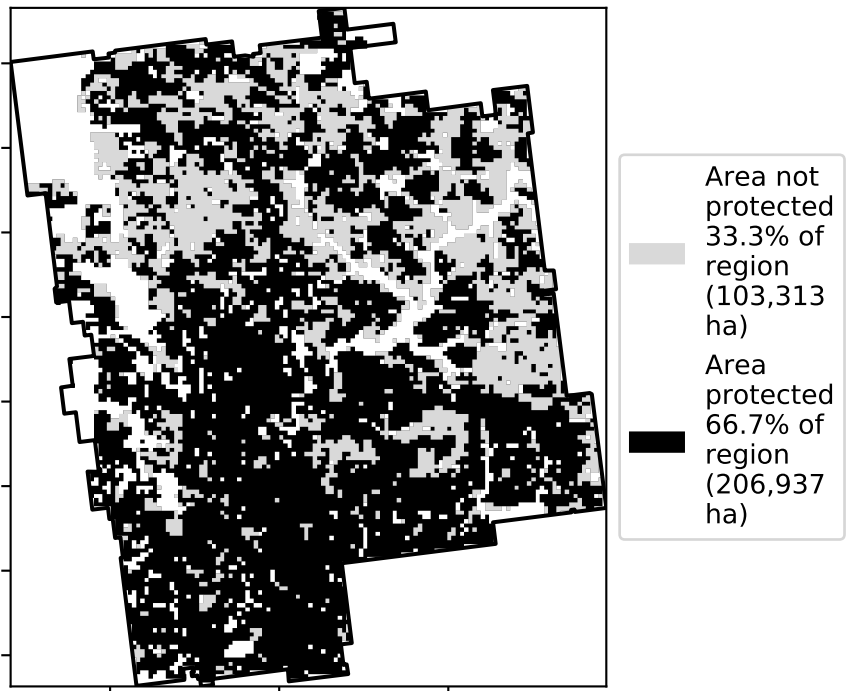 Area not
protected
33.3% of
region
(103,313
ha)
Area
protected
66.7% of
region
(206,937
ha)